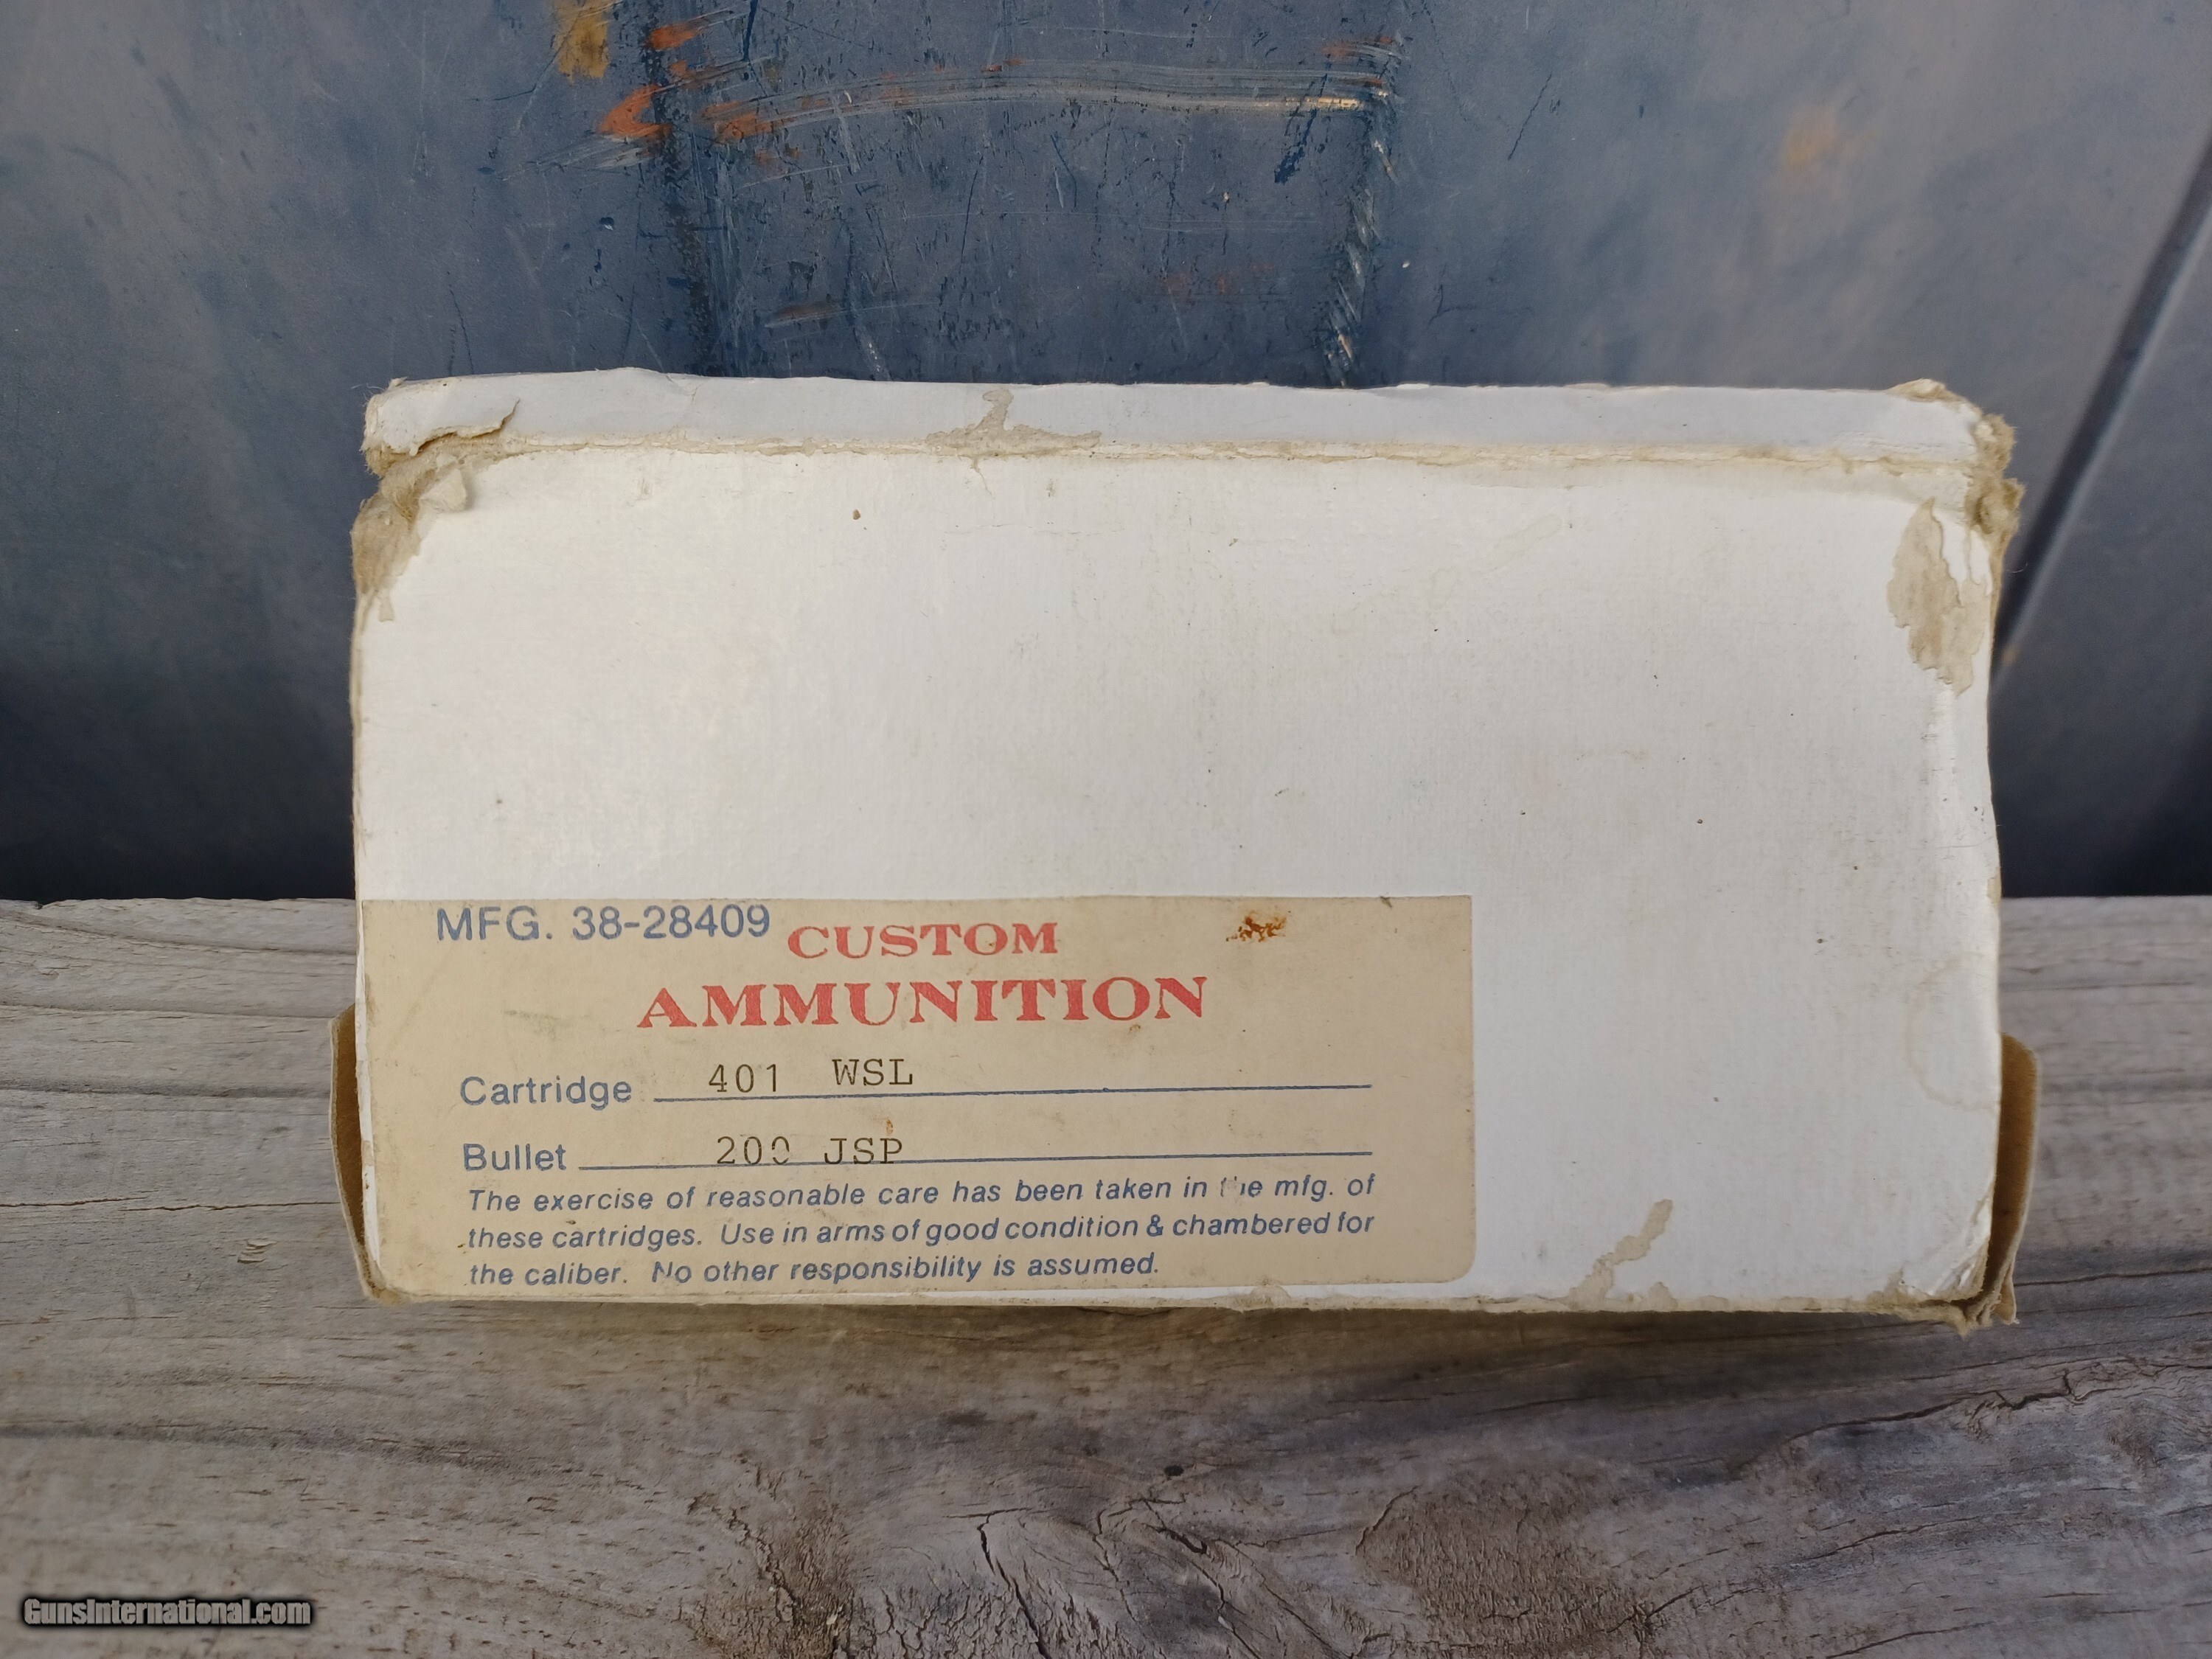 MFG. 38-28409
CUSTOM
AMMUNITION
Cartridge 401 WSL
Bullet 200 JSP
The exercise of reasonable care has been taken in the mfg. of
these cartridges. Use in arms of good condition & chambered for
the caliber. No other responsibility is assumed.
GunsInternational.com